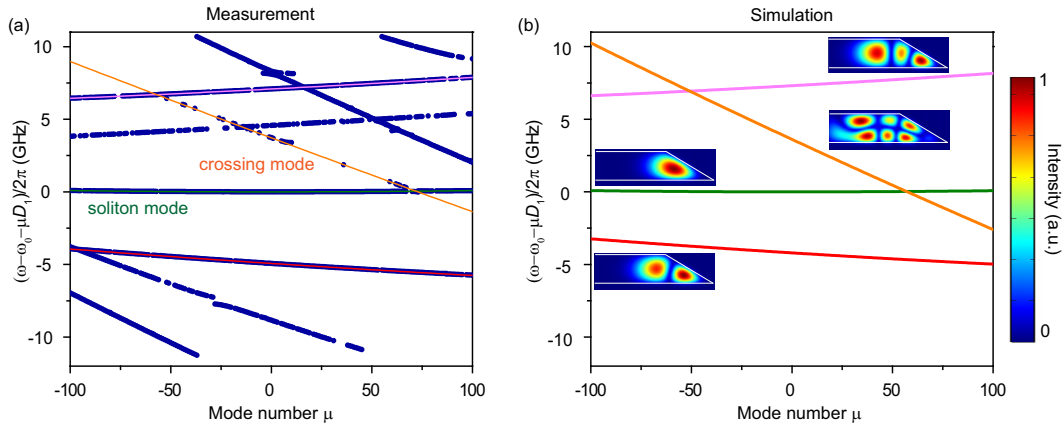 (a) Measurement
(ω-ω₀-μD₁)/2π (GHz)
10
5
0
-5
-10
crossing mode
soliton mode
-100 -50 0 50 100
Mode number μ
(b) Simulation
(ω-ω₀-μD₁)/2π (GHz)
10
5
0
-5
-10
-100 -50 0 50 100
Mode number μ
1
Intensity (a.u.)
0